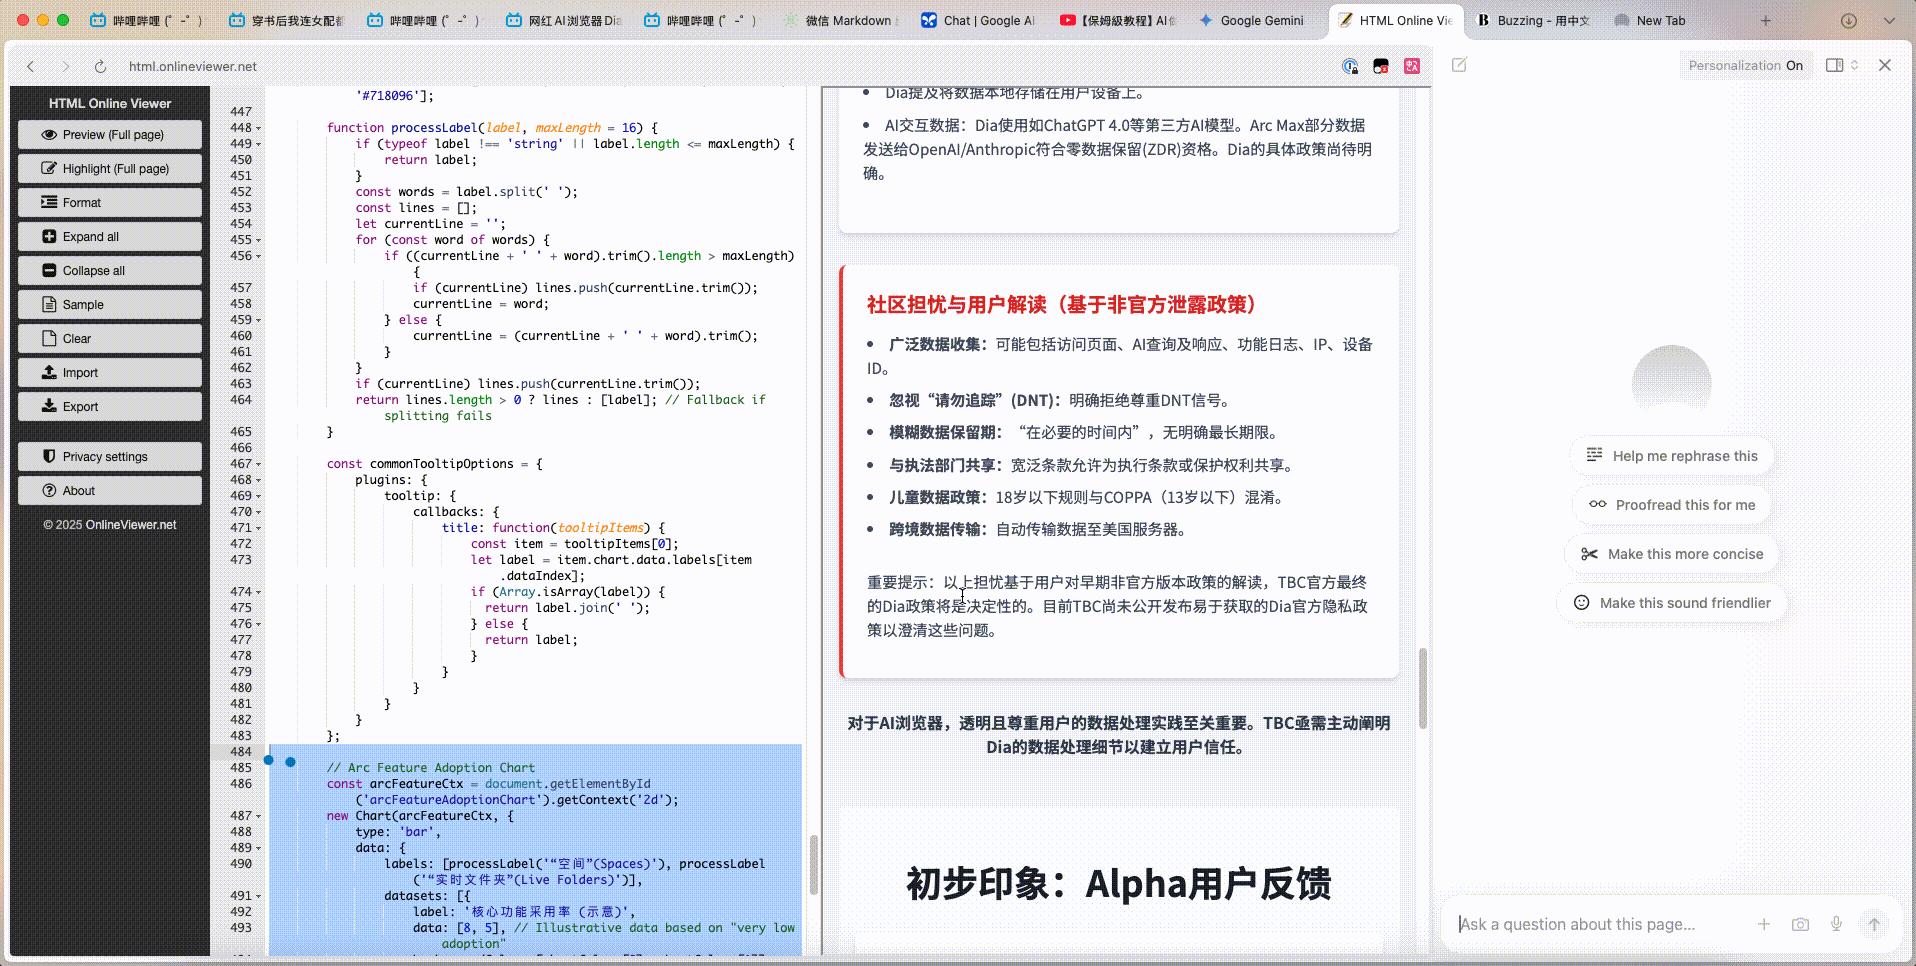 哔哩哔哩 (゜-゜)
穿书后我连女配都
哔哩哔哩 (゜-゜)
网红AI浏览器Dia
哔哩哔哩 (゜-゜)
微信 Markdown
Chat | Google AI
【保姆級教程】AI
Google Gemini
HTML Online Vie
Buzzing - 用中文
New Tab
html.onlineviewer.net
Personalization On
HTML Online Viewer
Preview (Full page)
Highlight (Full page)
Format
Expand all
Collapse all
Sample
Clear
Import
Export
Privacy settings
About
© 2025 OnlineViewer.net
'#718096'];
447
448 function processLabel(label, maxLength = 16) {
449 if (typeof label !== 'string' || label.length <= maxLength) {
450 return label;
451 }
452 const words = label.split(' ');
453 const lines = [];
454 let currentLine = '';
455 for (const word of words) {
456 if ((currentLine + ' ' + word).trim().length > maxLength)
{
457 if (currentLine) lines.push(currentLine.trim());
458 currentLine = word;
459 } else {
460 currentLine = (currentLine + ' ' + word).trim();
461 }
462 }
463 if (currentLine) lines.push(currentLine.trim());
464 return lines.length > 0 ? lines : [label]; // Fallback if
splitting fails
465 }
466
467 const commonTooltipOptions = {
468 plugins: {
469 tooltip: {
470 callbacks: {
471 title: function(tooltipItems) {
472 const item = tooltipItems[0];
473 let label = item.chart.data.labels[item
.dataIndex];
474 if (Array.isArray(label)) {
475 return label.join(' ');
476 } else {
477 return label;
478 }
479 }
480 }
481 }
482 }
483 };
484
485 // Arc Feature Adoption Chart
486 const arcFeatureCtx = document.getElementById
('arcFeatureAdoptionChart').getContext('2d');
487 new Chart(arcFeatureCtx, {
488 type: 'bar',
489 data: {
490 labels: [processLabel('“空间”(Spaces)'), processLabel
('“实时文件夹”(Live Folders)')],
491 datasets: [{
492 label: '核心功能采用率 (示意)',
493 data: [8, 5], // Illustrative data based on "very low
adoption"
Dia提及将数据本地存储在用户设备上。
AI交互数据：Dia使用如ChatGPT 4.0等第三方AI模型。Arc Max部分数据
发送给OpenAI/Anthropic符合零数据保留(ZDR)资格。Dia的具体政策尚待明
确。
社区担忧与用户解读（基于非官方泄露政策）
广泛数据收集：可能包括访问页面、AI查询及响应、功能日志、IP、设备
ID。
忽视“请勿追踪”(DNT)：明确拒绝尊重DNT信号。
模糊数据保留期：“在必要的时间内”，无明确最长期限。
与执法部门共享：宽泛条款允许为执行条款或保护权利共享。
儿童数据政策：18岁以下规则与COPPA（13岁以下）混淆。
跨境数据传输：自动传输数据至美国服务器。
重要提示：以上担忧基于用户对早期非官方版本政策的解读，TBC官方最终
的Dia政策将是决定性的。目前TBC尚未公开发布易于获取的Dia官方隐私政
策以澄清这些问题。
对于AI浏览器，透明且尊重用户的数据处理实践至关重要。TBC亟需主动阐明
Dia的数据处理细节以建立用户信任。
初步印象：Alpha用户反馈
Help me rephrase this
Proofread this for me
Make this more concise
Make this sound friendlier
Ask a question about this page...